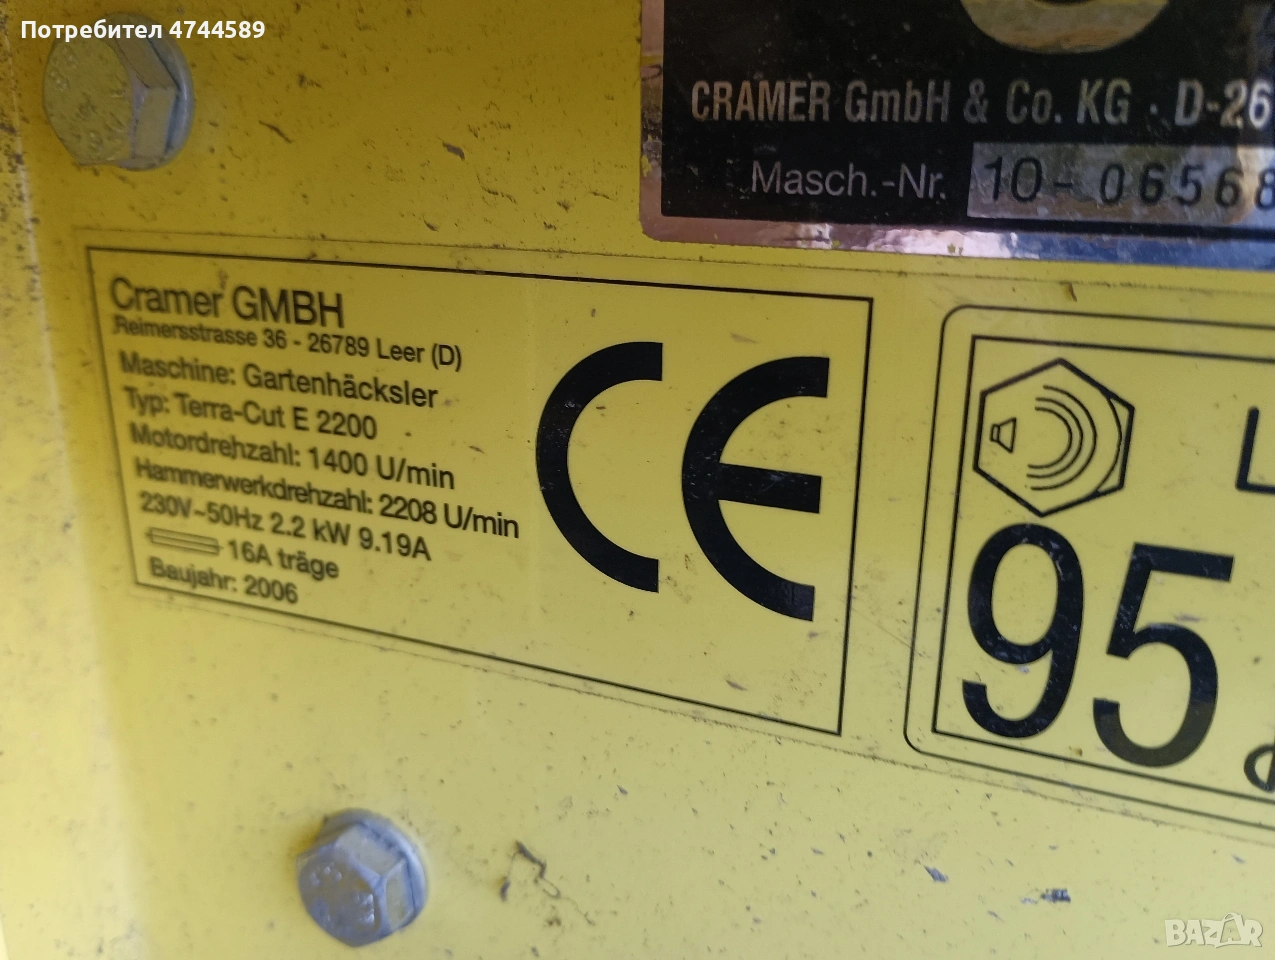 Потребител 4744589
CRAMER GmbH & Co. KG · D-26
Masch.-Nr. 10-06568
Cramer GMBH
Reimersstrasse 36 - 26789 Leer (D)
Maschine: Gartenhäcksler
Typ: Terra-Cut E 2200
Motordrehzahl: 1400 U/min
Hammerwerkdrehzahl: 2208 U/min
230V~50Hz 2.2 kW 9.19A
16A träge
Baujahr: 2006
CE
L
95
BAZAR